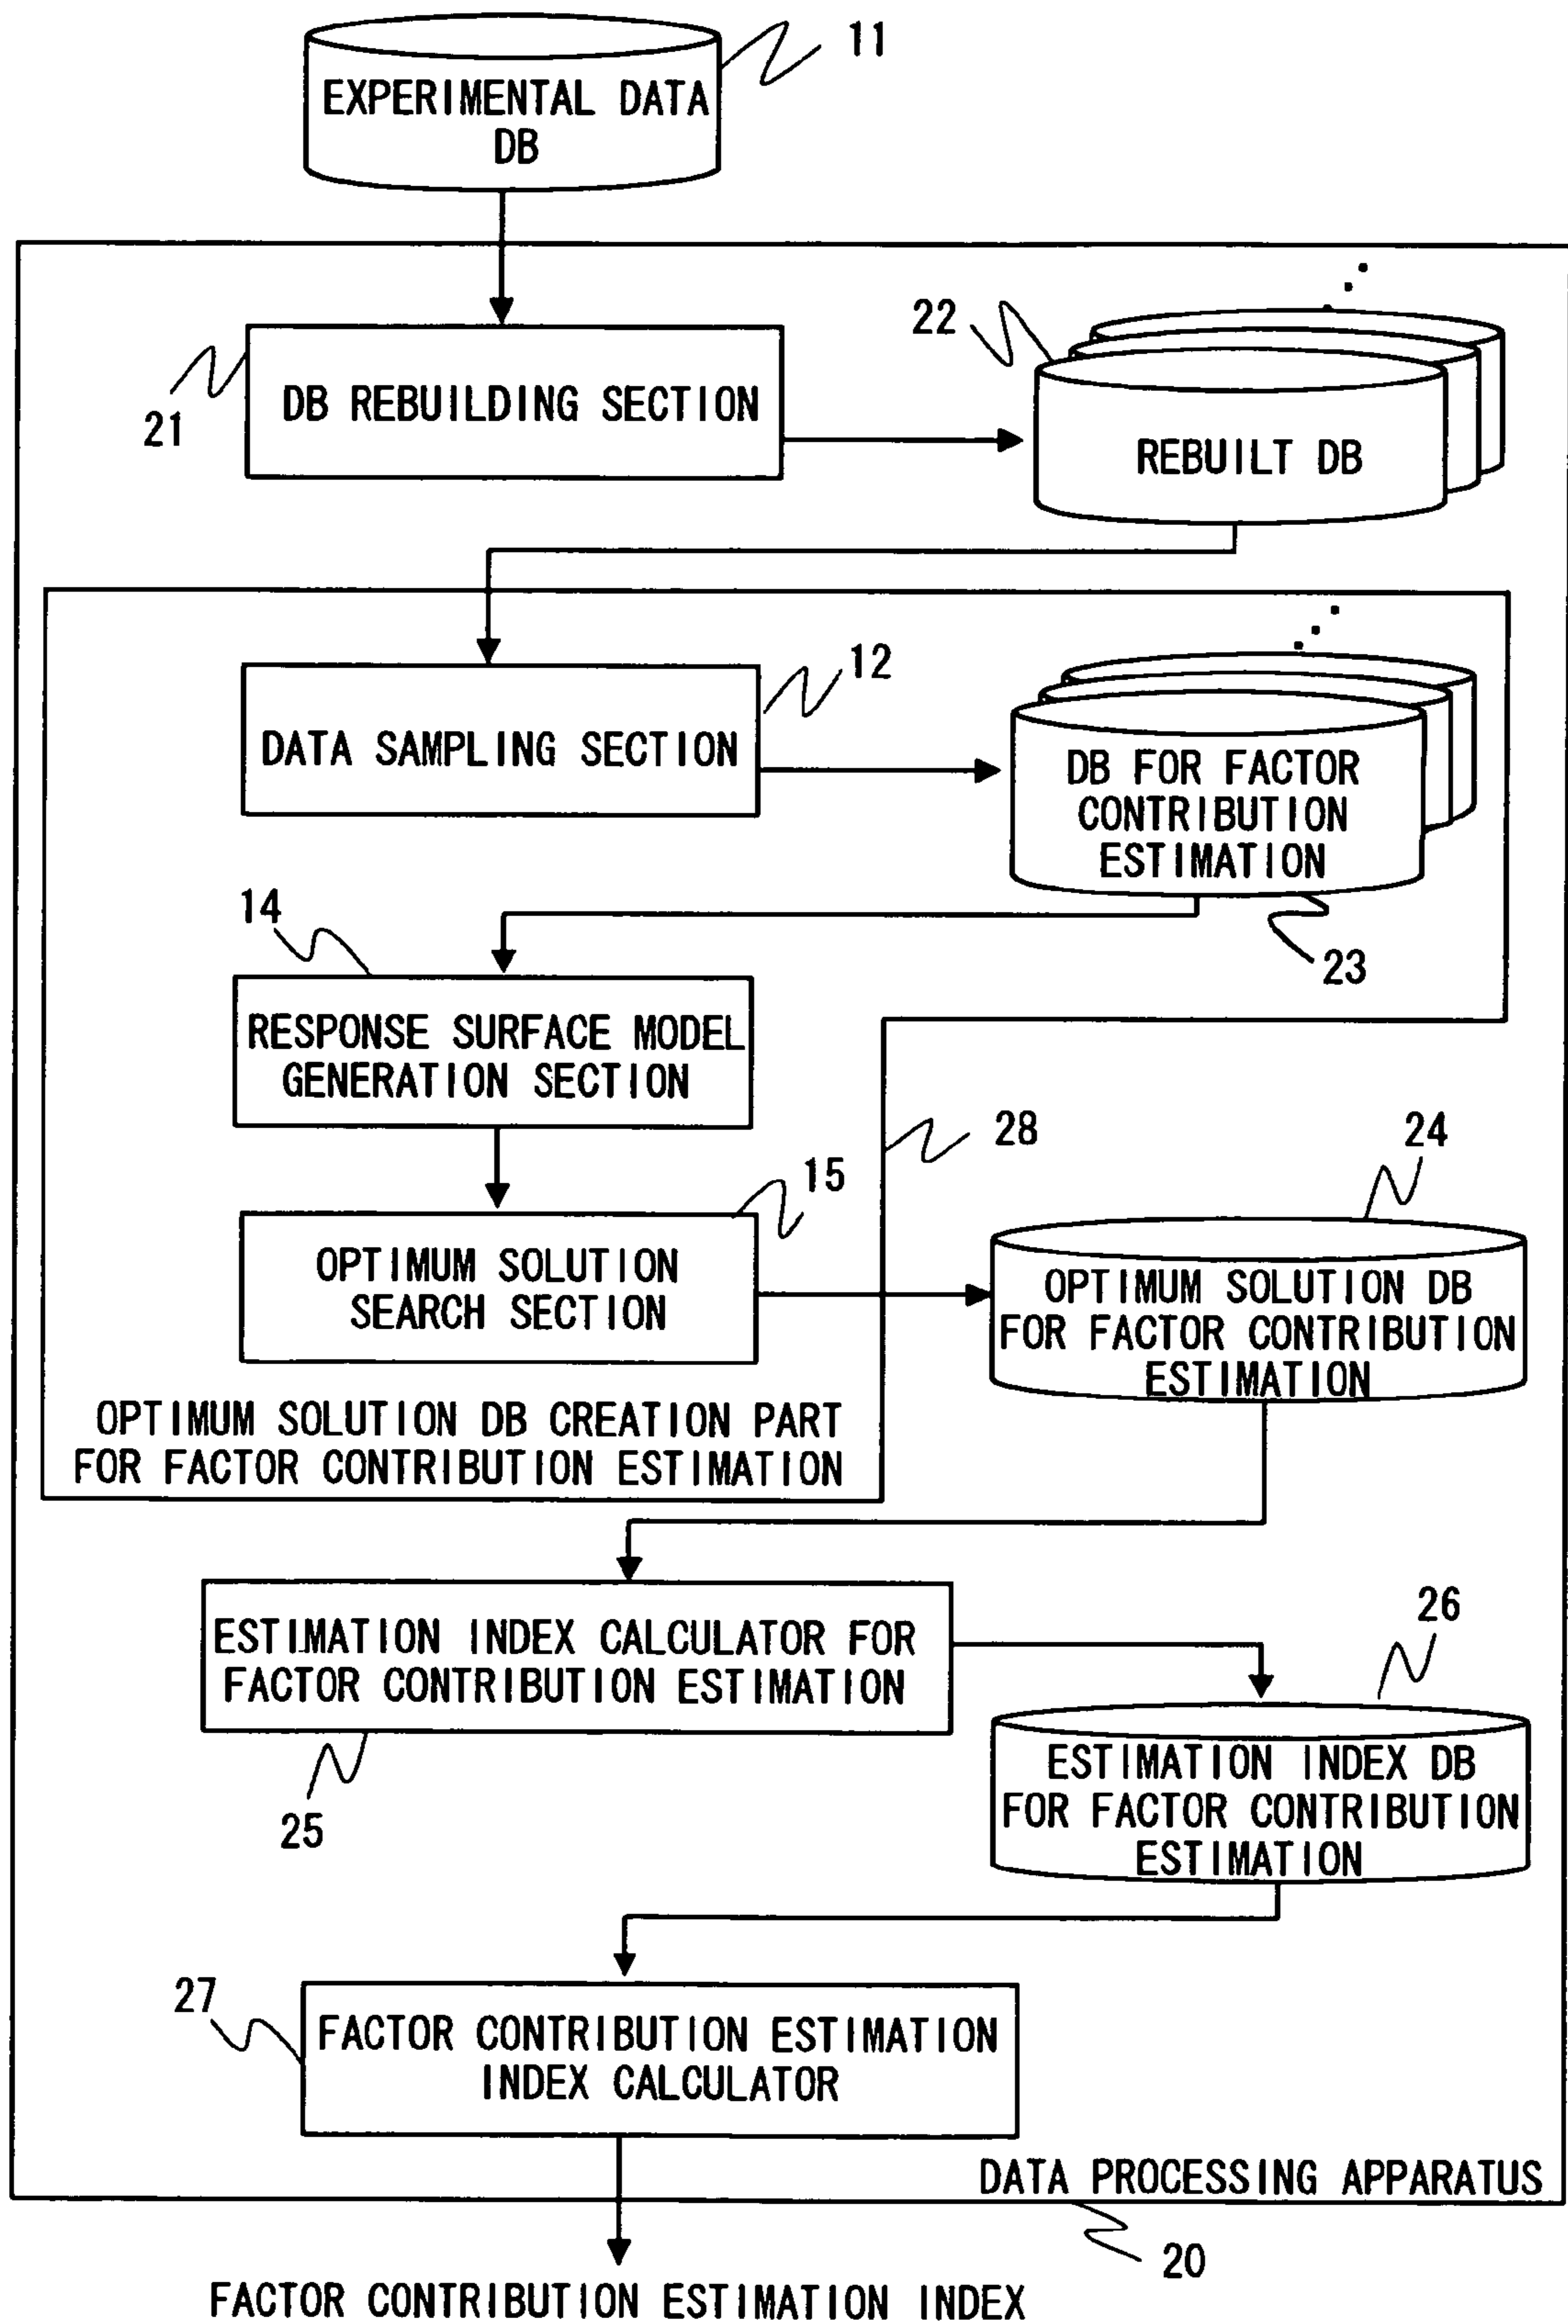 11
EXPERIMENTAL DATA
DB
22
21
DB REBUILDING SECTION
REBUILT DB
12
DATA SAMPLING SECTION
DB FOR FACTOR
CONTRIBUTION
ESTIMATION
14
23
RESPONSE SURFACE MODEL
GENERATION SECTION
28
24
15
OPTIMUM SOLUTION
SEARCH SECTION
OPTIMUM SOLUTION DB
FOR FACTOR CONTRIBUTION
ESTIMATION
OPTIMUM SOLUTION DB CREATION PART
FOR FACTOR CONTRIBUTION ESTIMATION
ESTIMATION INDEX CALCULATOR FOR
FACTOR CONTRIBUTION ESTIMATION
26
25
ESTIMATION INDEX DB
FOR FACTOR CONTRIBUTION
ESTIMATION
27
FACTOR CONTRIBUTION ESTIMATION
INDEX CALCULATOR
DATA PROCESSING APPARATUS
20
FACTOR CONTRIBUTION ESTIMATION INDEX